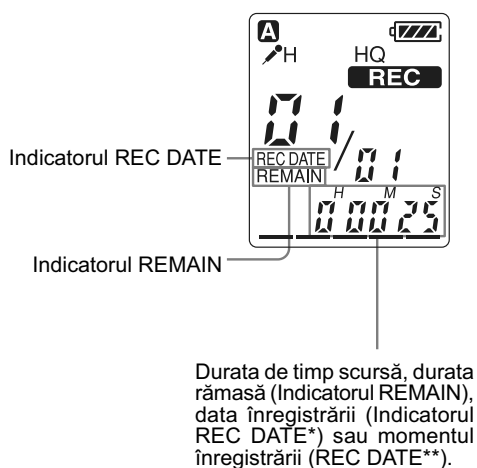 A
H HQ
REC
01
Indicatorul REC DATE
REC DATE / 01
REMAIN
H M S
0 00 25
Indicatorul REMAIN
Durata de timp scursă, durata
rămasă (Indicatorul REMAIN),
data înregistrării (Indicatorul
REC DATE*) sau momentul
înregistrării (REC DATE**).